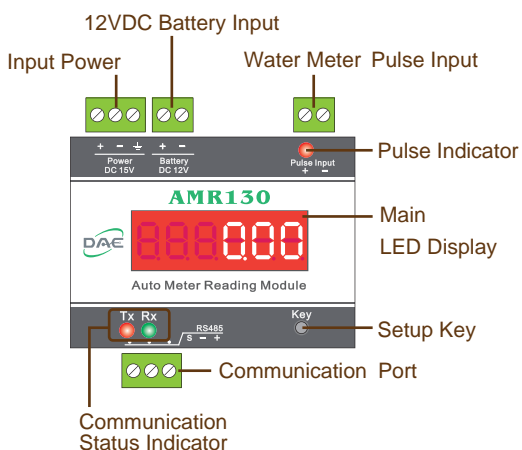 12VDC Battery Input
Input Power
Water Meter Pulse Input
+ − ⏚ + −
Power Battery
DC 15V DC 12V
Pulse Input
+ −
Pulse Indicator
AMR130
DAE
0.00
Main
LED Display
Auto Meter Reading Module
Tx Rx
RS485
S − +
Key
Setup Key
Communication Port
Communication
Status Indicator